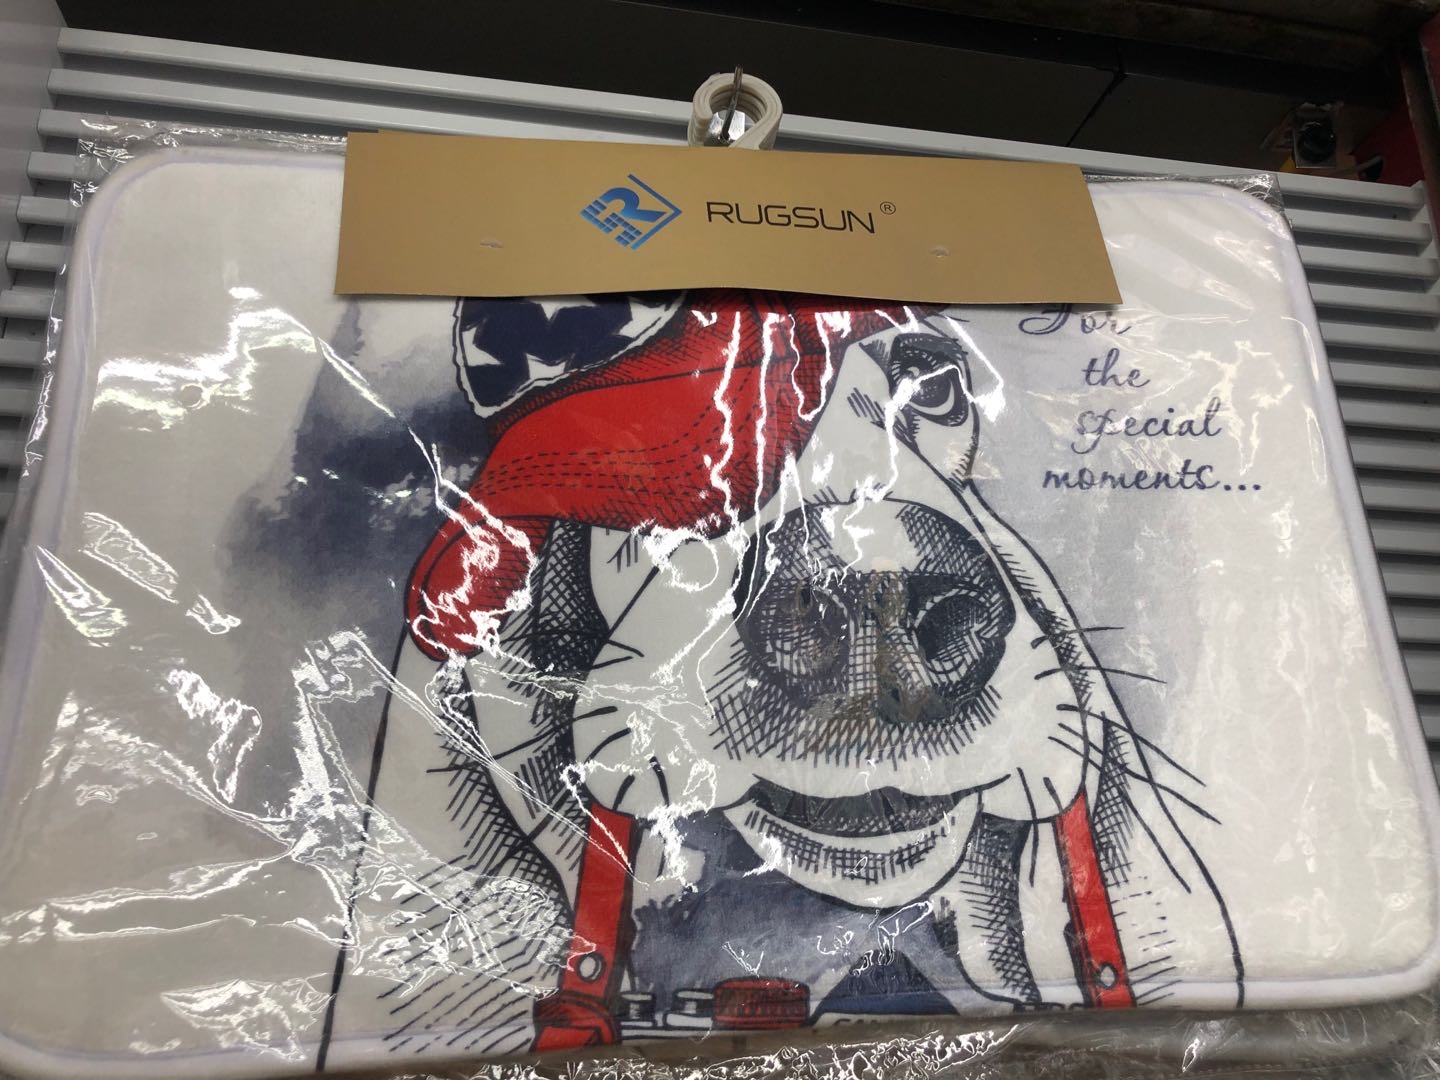 RUGSUN®
For
the
special
moments...